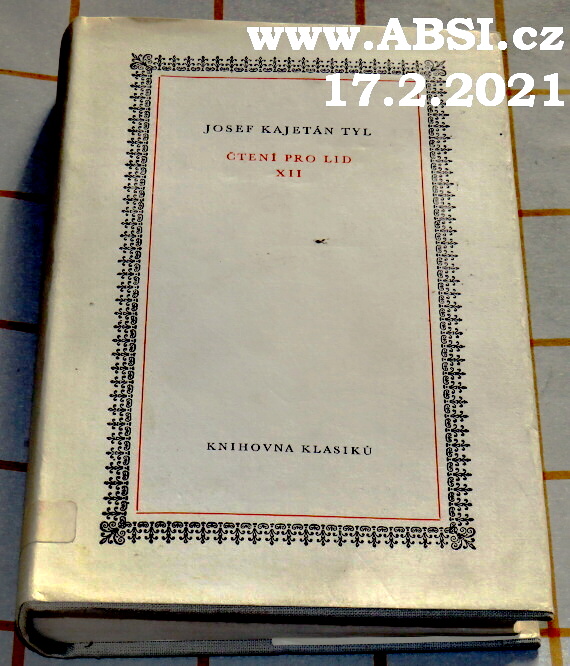 www.ABSI.cz
17.2.2021
JOSEF KAJETÁN TYL
ČTENÍ PRO LID
XII
KNIHOVNA KLASIKŮ